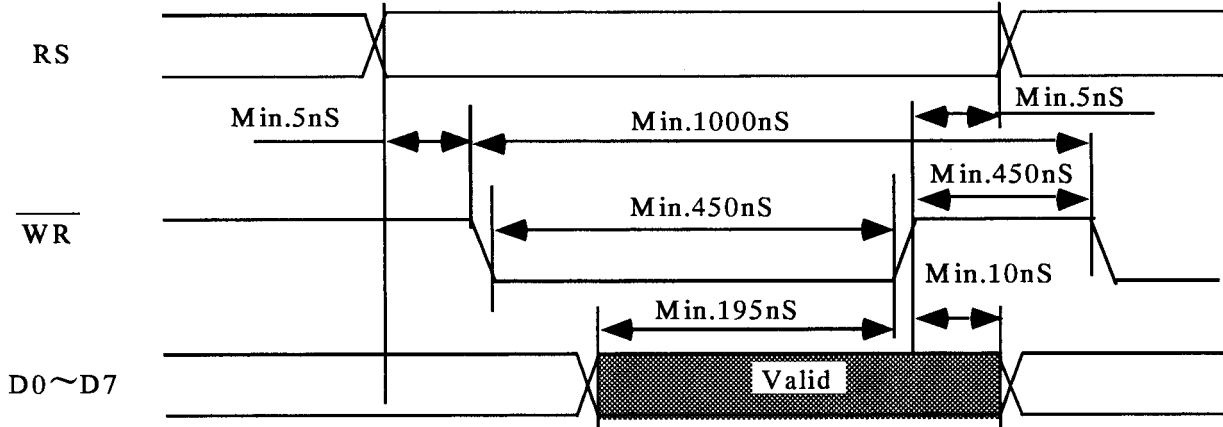 RS
Min.5nS
Min.1000nS
Min.5nS
Min.450nS
WR
Min.450nS
Min.10nS
Min.195nS
D0~D7
Valid